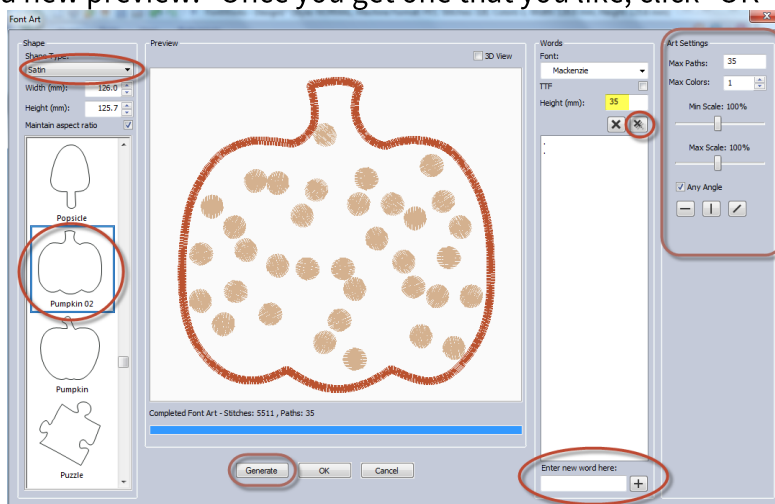 a new preview. Once you get one that you like, click "OK"
Font Art
Shape
Shape Type:
Satin
Width (mm): 126.0
Height (mm): 125.7
Maintain aspect ratio
Popsicle
Pumpkin 02
Pumpkin
Puzzle
Preview
3D View
Completed Font Art - Stitches: 5511 , Paths: 35
Generate
OK
Cancel
Words
Font:
Mackenzie
TTF
Height (mm): 35
.
.
Enter new word here:
Art Settings
Max Paths: 35
Max Colors: 1
Min Scale: 100%
Max Scale: 100%
Any Angle